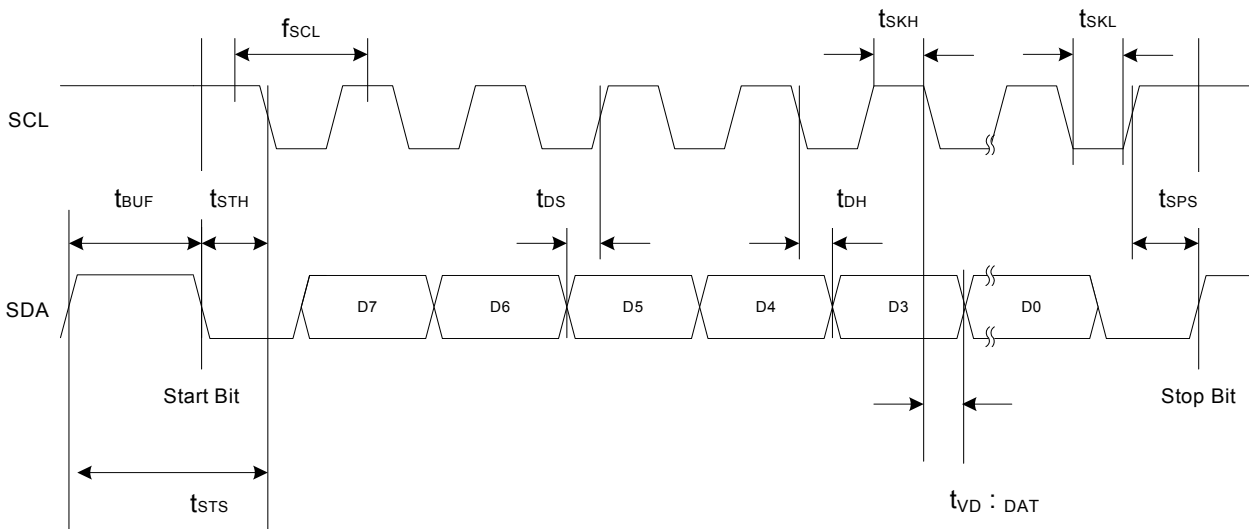 fSCL
tSKH
tSKL
SCL
tBUF
tSTH
tDS
tDH
tSPS
SDA
D7
D6
D5
D4
D3
D0
Start Bit
Stop Bit
tSTS
tVD : DAT